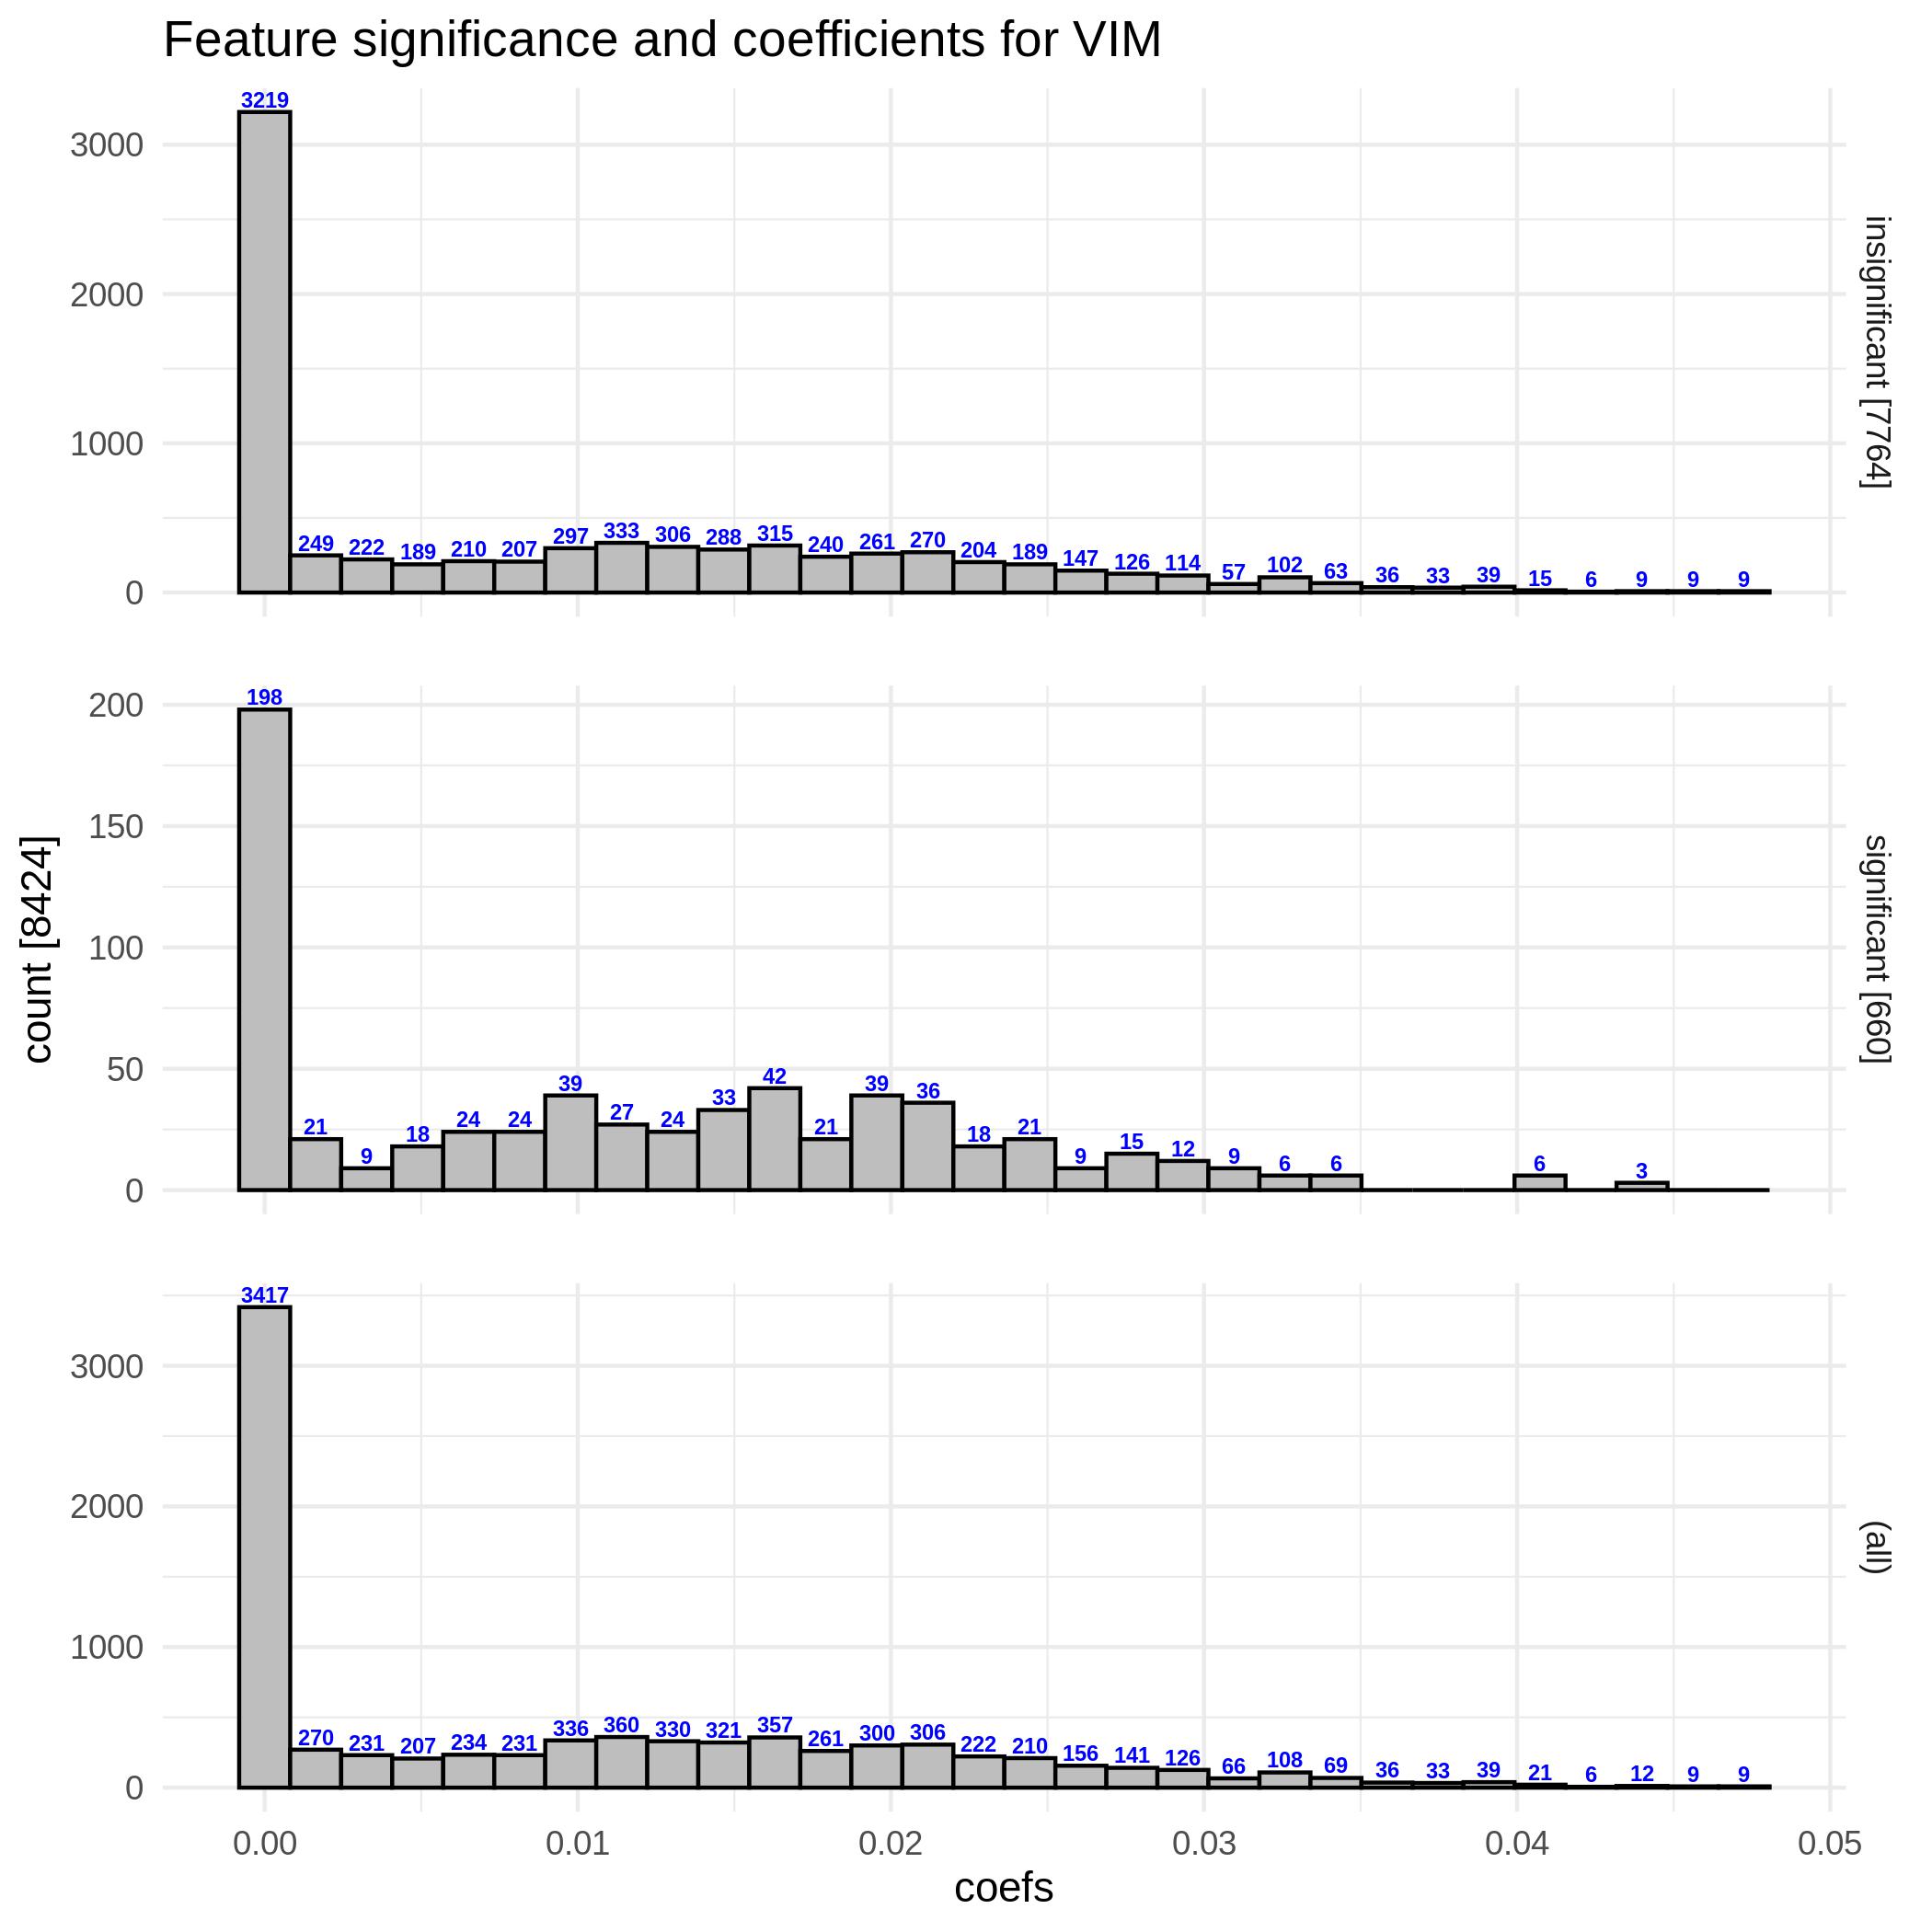 Feature significance and coefficients for VIM
3000
2000
1000
0
3219 249 222 189 210 207 297 333 306 288 315 240 261 270 204 189 147 126 114 57 102 63 36 33 39 15 6 9 9 9
insignificant [7764]
count [8424]
200
150
100
50
0
198 21 9 18 24 24 39 27 24 33 42 21 39 36 18 21 9 15 12 9 6 6 6 3
significant [660]
3000
2000
1000
0
3417 270 231 207 234 231 336 360 330 321 357 261 300 306 222 210 156 141 126 66 108 69 36 33 39 21 6 12 9 9
(all)
0.00 0.01 0.02 0.03 0.04 0.05
coefs